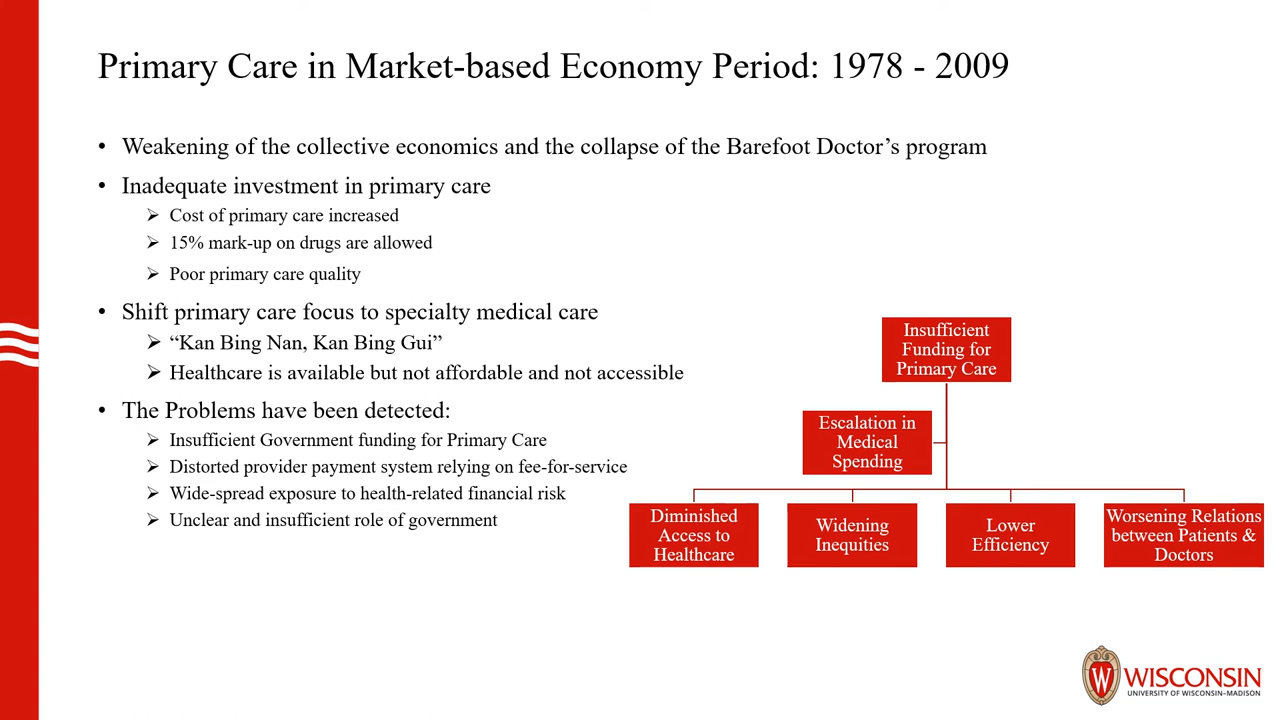 Primary Care in Market-based Economy Period: 1978 - 2009
• Weakening of the collective economics and the collapse of the Barefoot Doctor’s program
• Inadequate investment in primary care
➢ Cost of primary care increased
➢ 15% mark-up on drugs are allowed
➢ Poor primary care quality
• Shift primary care focus to specialty medical care
➢ “Kan Bing Nan, Kan Bing Gui”
➢ Healthcare is available but not affordable and not accessible
• The Problems have been detected:
➢ Insufficient Government funding for Primary Care
➢ Distorted provider payment system relying on fee-for-service
➢ Wide-spread exposure to health-related financial risk
➢ Unclear and insufficient role of government
Insufficient
Funding for
Primary Care
Escalation in
Medical
Spending
Diminished
Access to
Healthcare
Widening
Inequities
Lower
Efficiency
Worsening Relations
between Patients &
Doctors
W
WISCONSIN
UNIVERSITY OF WISCONSIN–MADISON